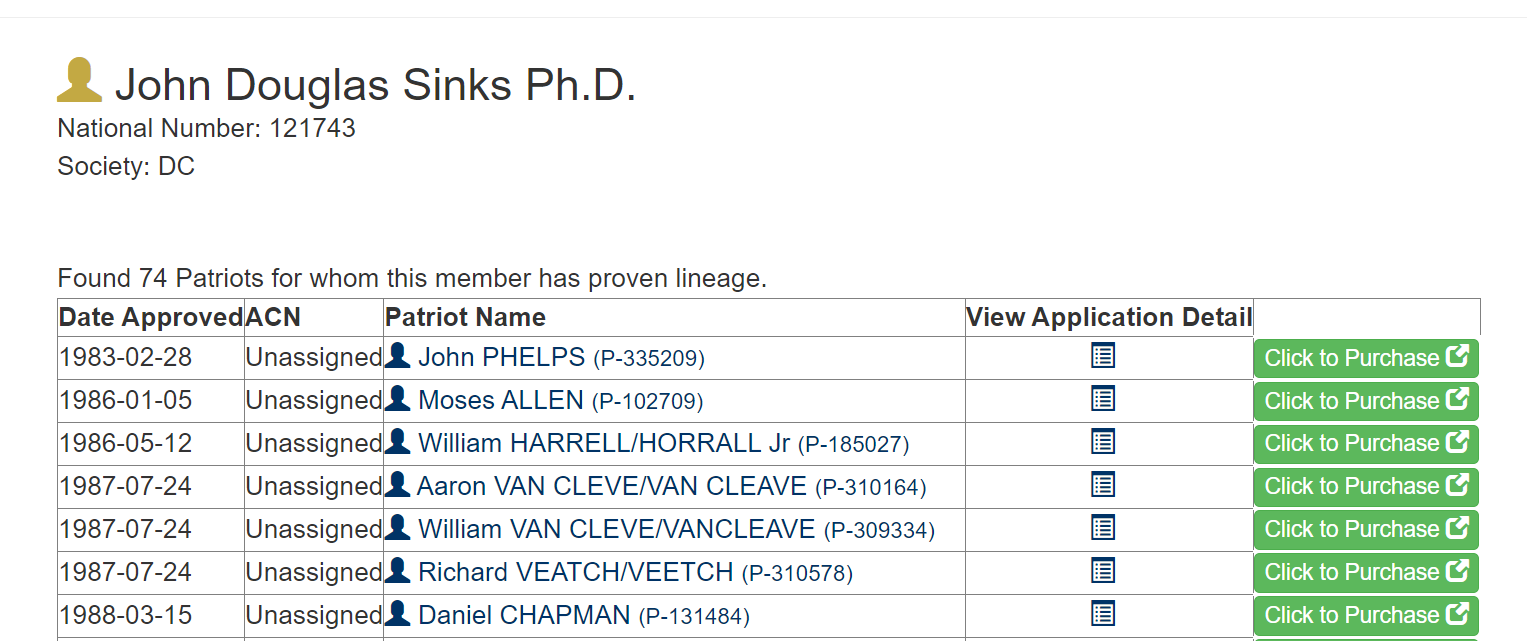 John Douglas Sinks Ph.D.
National Number: 121743
Society: DC
Found 74 Patriots for whom this member has proven lineage.
Date Approved ACN Patriot Name View Application Detail
1983-02-28 Unassigned John PHELPS (P-335209) Click to Purchase
1986-01-05 Unassigned Moses ALLEN (P-102709) Click to Purchase
1986-05-12 Unassigned William HARRELL/HORRALL Jr (P-185027) Click to Purchase
1987-07-24 Unassigned Aaron VAN CLEVE/VAN CLEAVE (P-310164) Click to Purchase
1987-07-24 Unassigned William VAN CLEVE/VANCLEAVE (P-309334) Click to Purchase
1987-07-24 Unassigned Richard VEATCH/VEETCH (P-310578) Click to Purchase
1988-03-15 Unassigned Daniel CHAPMAN (P-131484) Click to Purchase